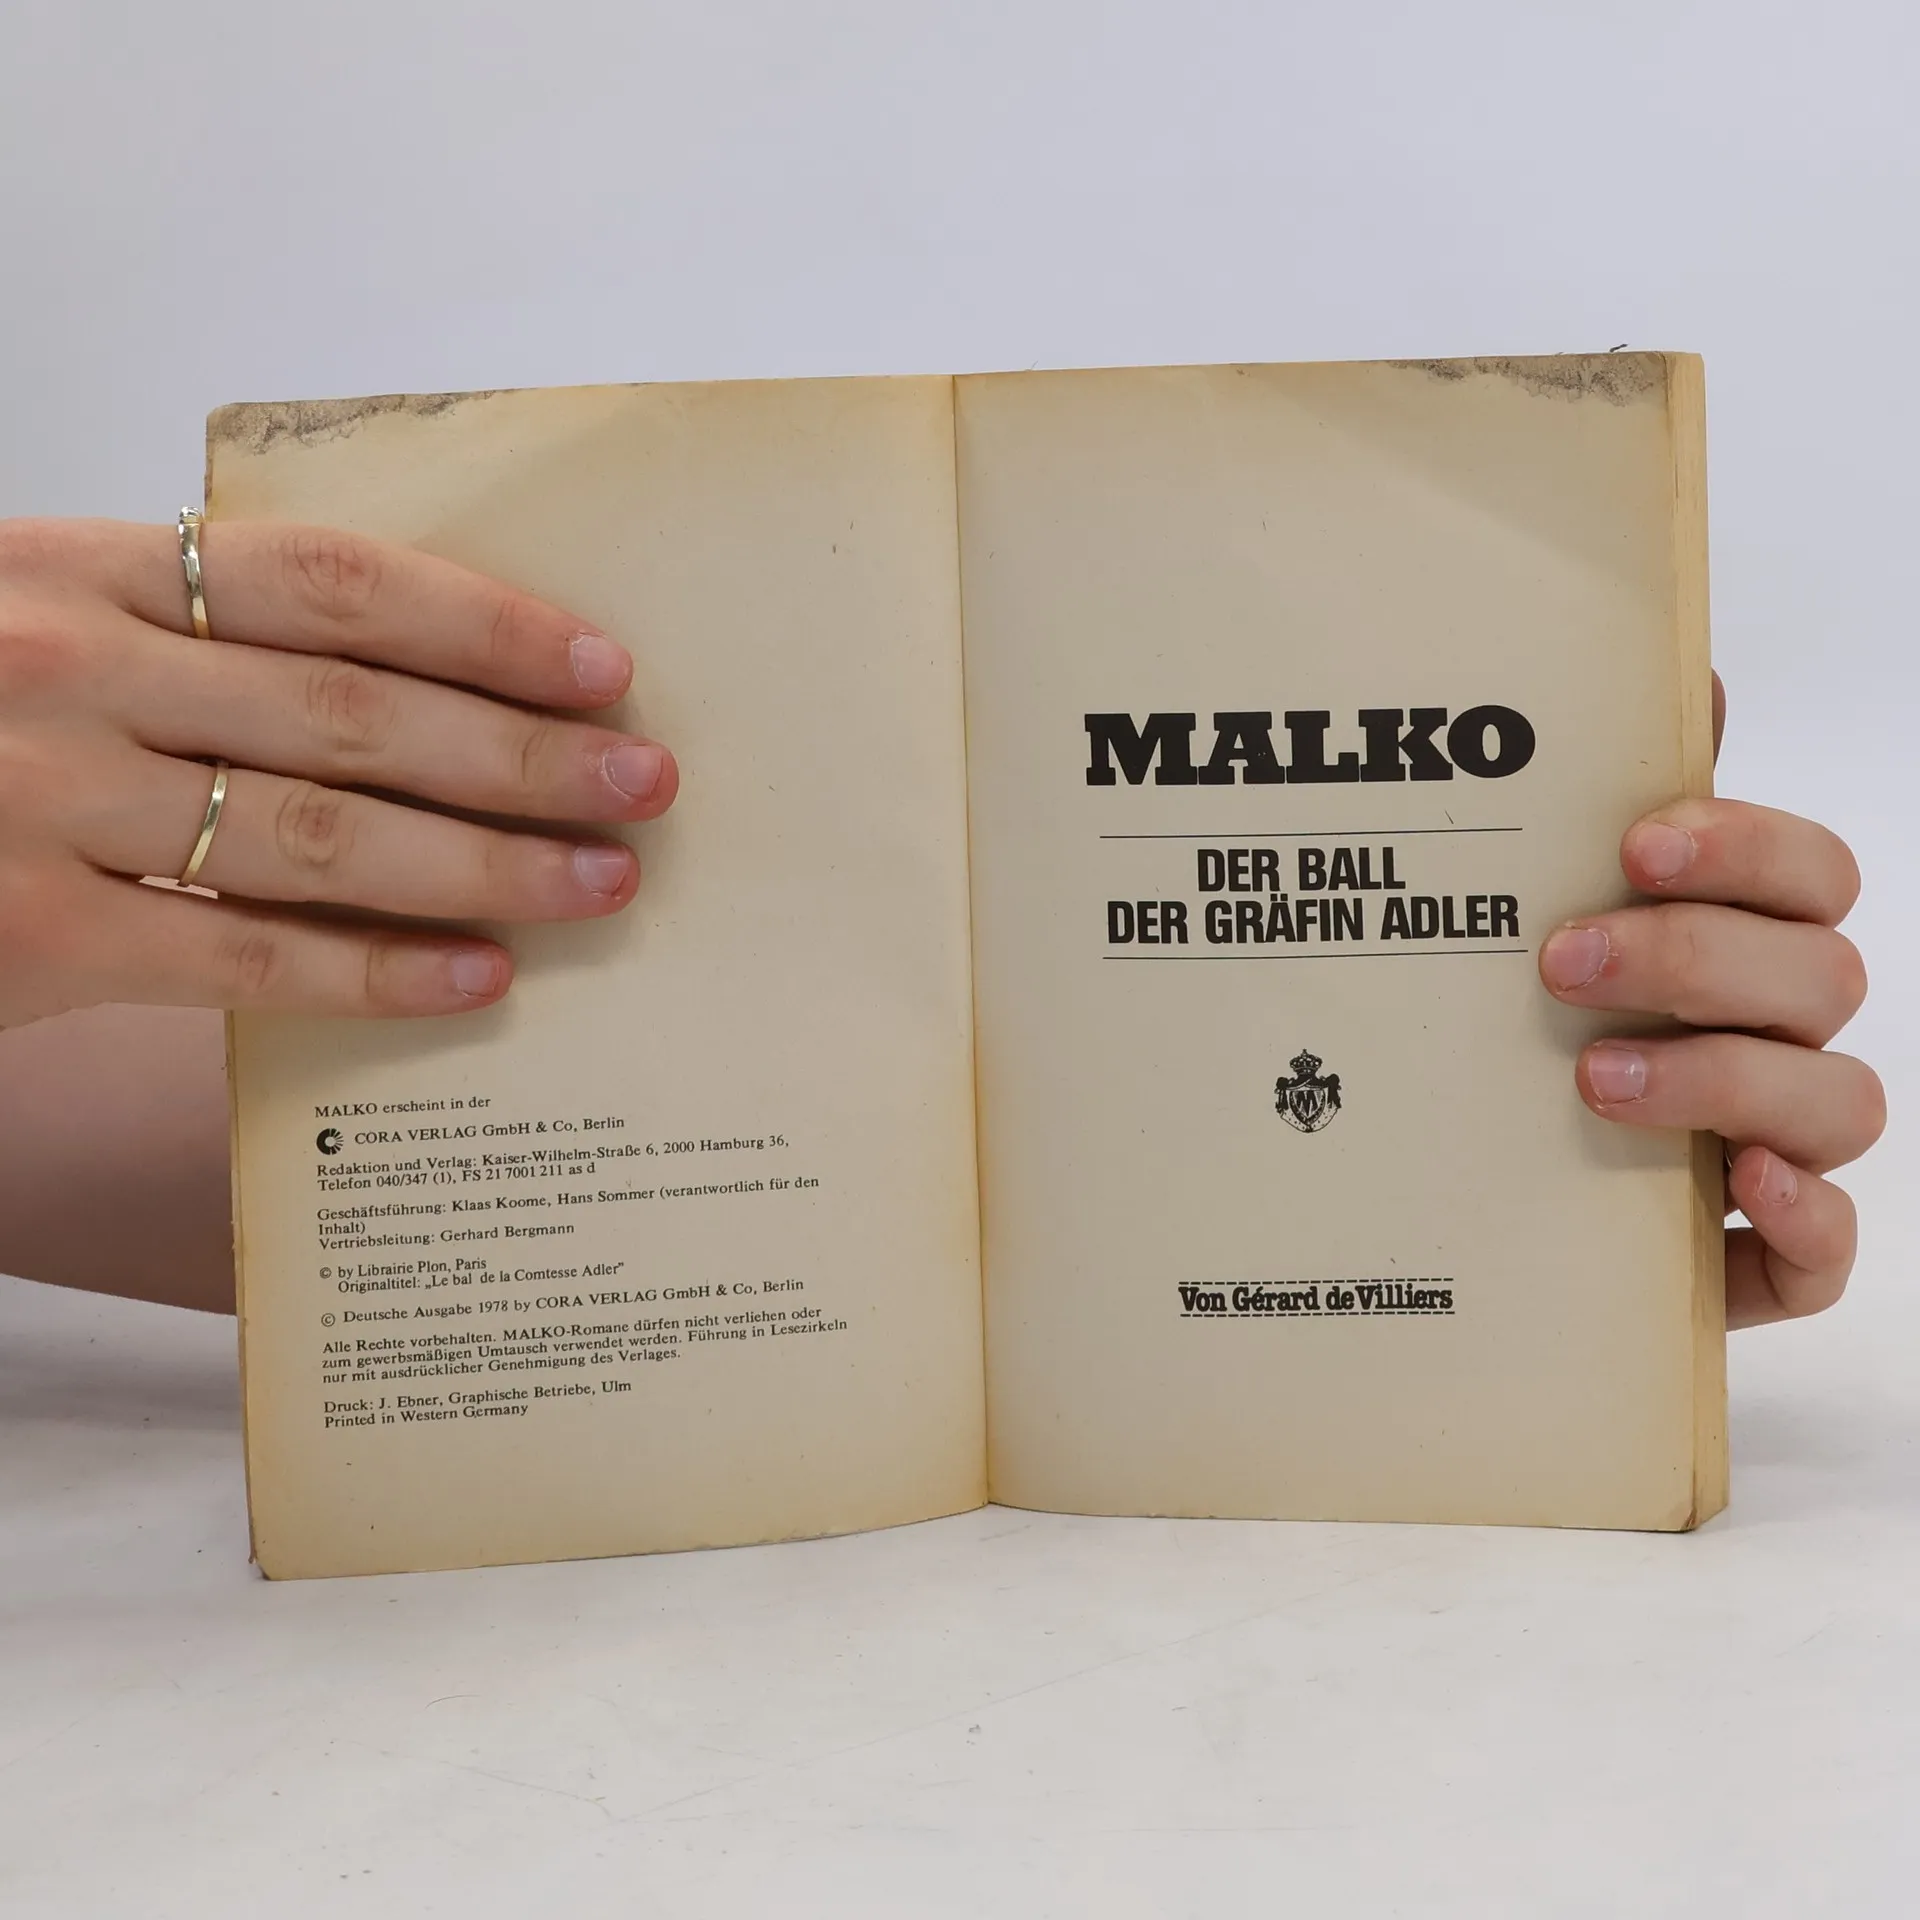 MALKO erscheint in der
CORA VERLAG GmbH & Co, Berlin
Redaktion und Verlag: Kaiser-Wilhelm-Straße 6, 2000 Hamburg 36,
Telefon 040/347 (1), FS 21 7001 211 as d
Geschäftsführung: Klaas Koome, Hans Sommer (verantwortlich für den
Inhalt)
Vertriebsleitung: Gerhard Bergmann
© by Librairie Plon, Paris
Originaltitel: „Le bal de la Comtesse Adler”
© Deutsche Ausgabe 1978 by CORA VERLAG GmbH & Co, Berlin
Alle Rechte vorbehalten. MALKO-Romane dürfen nicht verliehen oder
zum gewerbsmäßigen Umtausch verwendet werden. Führung in Lesezirkeln
nur mit ausdrücklicher Genehmigung des Verlages.
Druck: J. Ebner, Graphische Betriebe, Ulm
Printed in Western Germany
MALKO
DER BALL
DER GRÄFIN ADLER
M
Von Gérard de Villiers